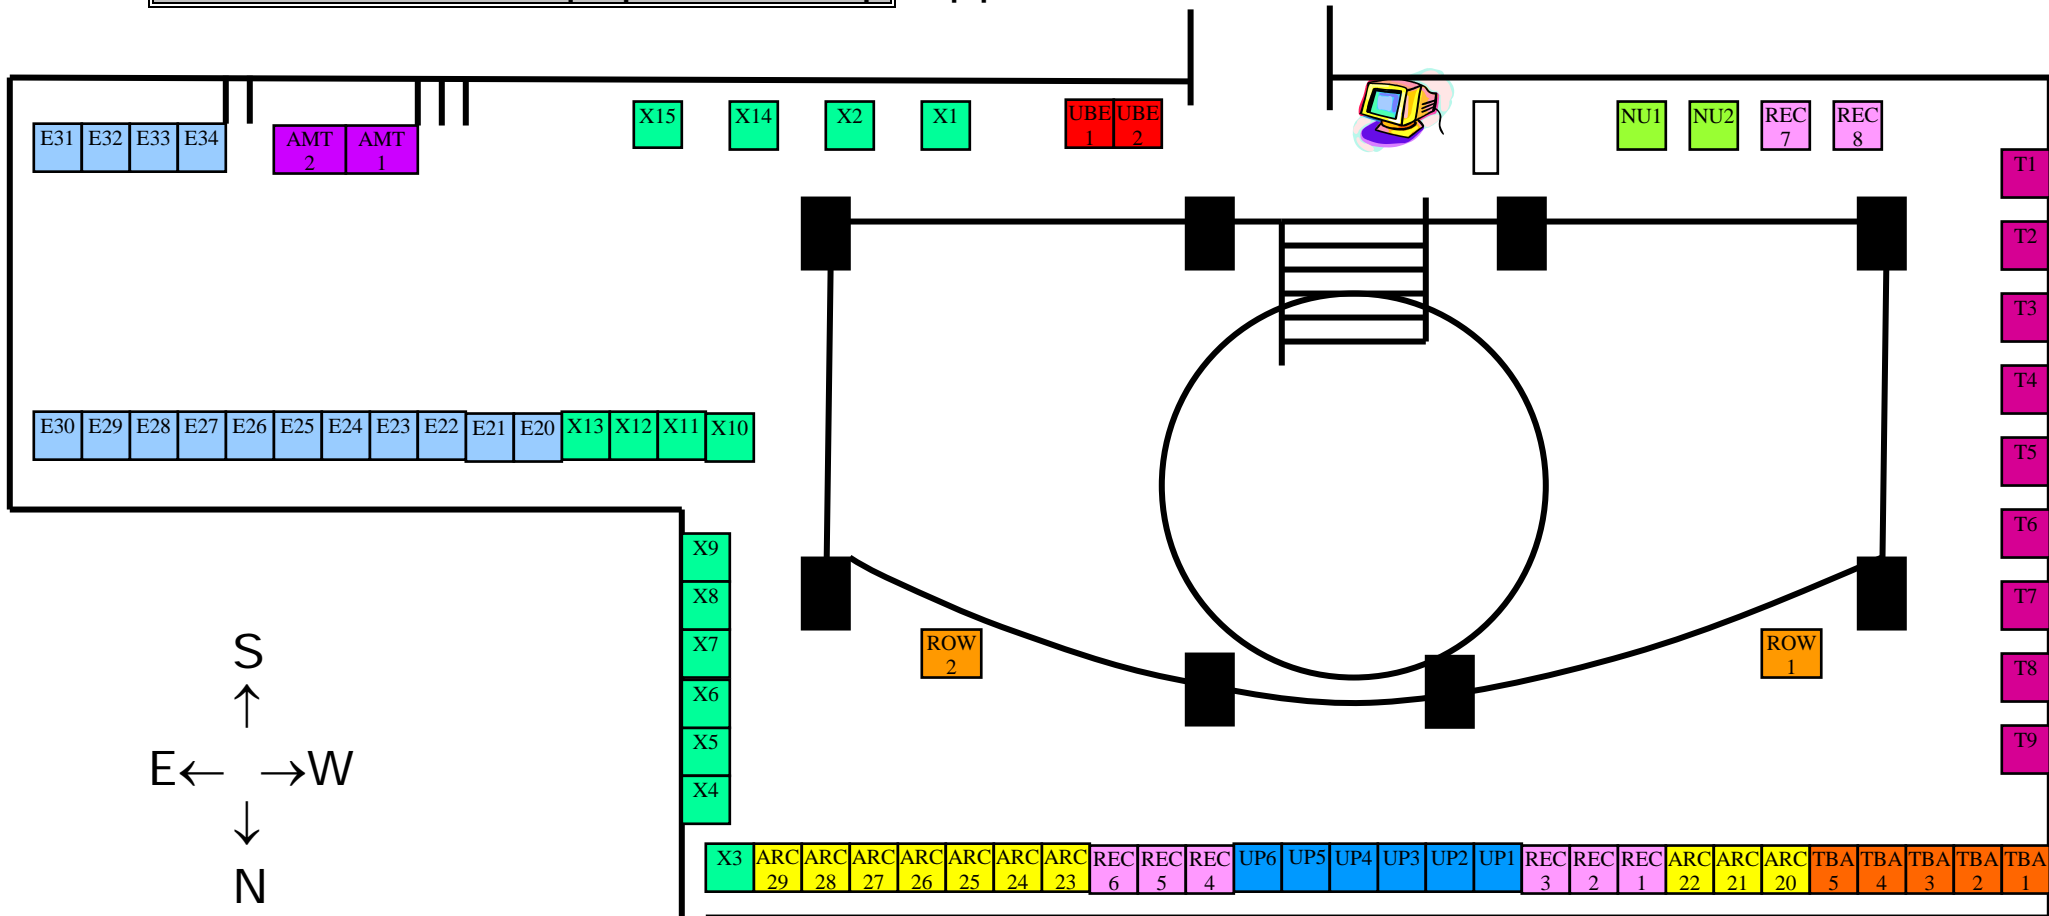 X15 X14 X2 X1 UBE 1 UBE 2 NU1 NU2 REC 7 REC 8
E31 E32 E33 E34 AMT 2 AMT 1
T1
T2
T3
T4
E30 E29 E28 E27 E26 E25 E24 E23 E22 E21 E20 X13 X12 X11 X10
T5
T6
X9
T7
X8
X7
ROW 2
ROW 1
T8
X6
X5
T9
X4
S
E← →W
N
X3 ARC 29 ARC 28 ARC 27 ARC 26 ARC 25 ARC 24 ARC 23 REC 6 REC 5 REC 4 UP6 UP5 UP4 UP3 UP2 UP1 REC 3 REC 2 REC 1 ARC 22 ARC 21 ARC 20 TBA 5 TBA 4 TBA 3 TBA 2 TBA 1